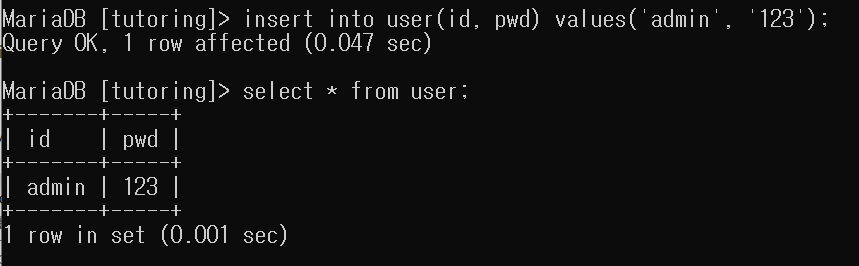 MariaDB [tutoring]> insert into user(id, pwd) values('admin', '123');
Query OK, 1 row affected (0.047 sec)
MariaDB [tutoring]> select * from user;
+-------+-----+
| id    | pwd |
+-------+-----+
| admin | 123 |
+-------+-----+
1 row in set (0.001 sec)